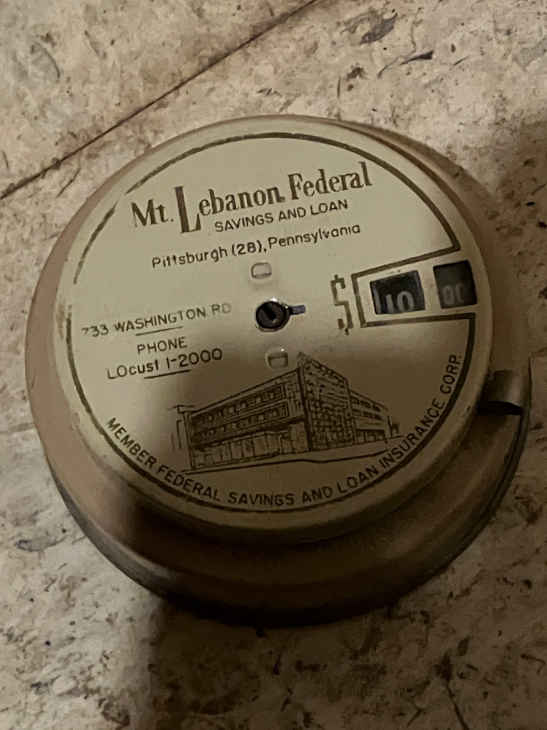 Mt. Lebanon Federal
SAVINGS AND LOAN
Pittsburgh (28), Pennsylvania
$ 10 00
733 WASHINGTON RD
PHONE
LOcust 1-2000
MEMBER FEDERAL SAVINGS AND LOAN INSURANCE CORP.